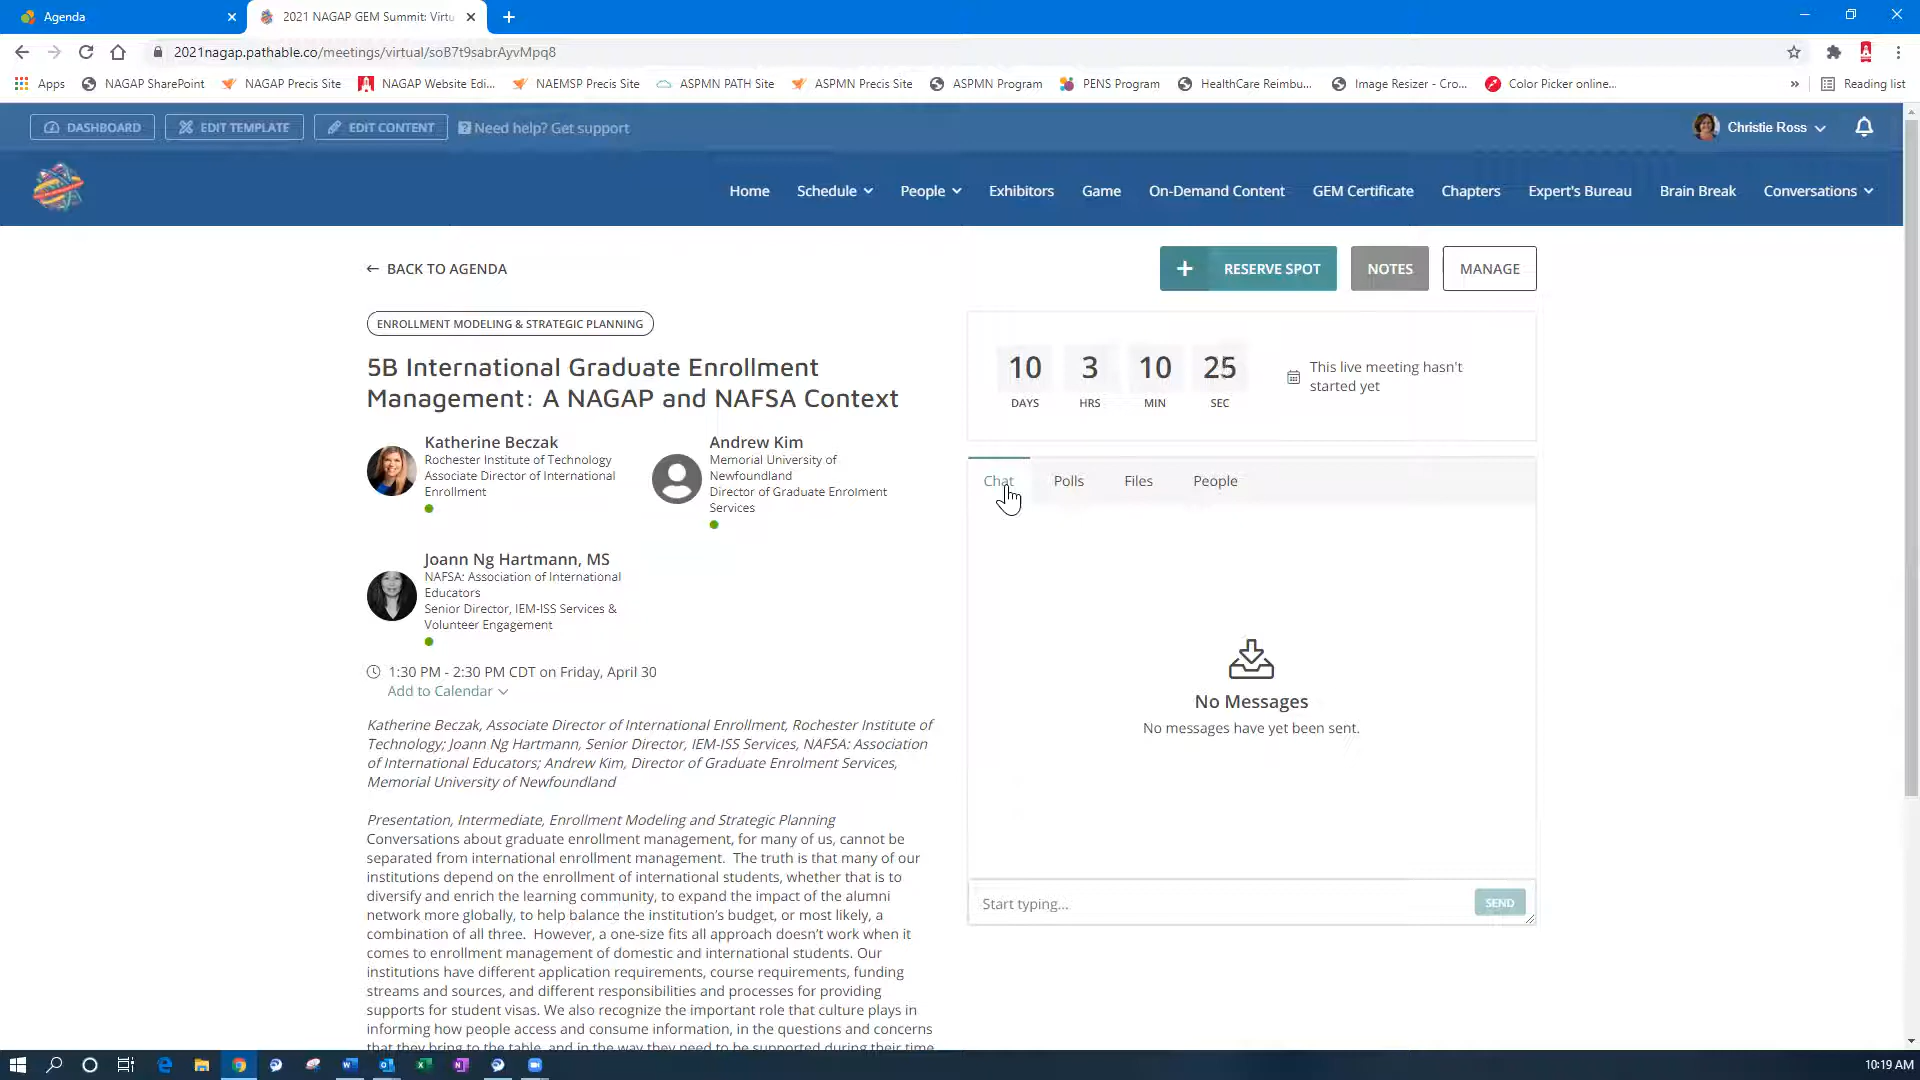 Agenda
2021 NAGAP GEM Summit: Virtu
2021nagap.pathable.co/meetings/virtual/soB7t9sabrAyvMpq8
Apps
NAGAP SharePoint
NAGAP Precis Site
NAGAP Website Edi...
NAEMSP Precis Site
ASPMN PATH Site
ASPMN Precis Site
ASPMN Program
PENS Program
HealthCare Reimbu...
Image Resizer - Cro...
Color Picker online...
»
Reading list
DASHBOARD
EDIT TEMPLATE
EDIT CONTENT
Need help? Get support
Christie Ross
Home
Schedule
People
Exhibitors
Game
On-Demand Content
GEM Certificate
Chapters
Expert's Bureau
Brain Break
Conversations
← BACK TO AGENDA
+ RESERVE SPOT
NOTES
MANAGE
ENROLLMENT MODELING & STRATEGIC PLANNING
5B International Graduate Enrollment
Management: A NAGAP and NAFSA Context
Katherine Beczak
Rochester Institute of Technology
Associate Director of International
Enrollment
Andrew Kim
Memorial University of
Newfoundland
Director of Graduate Enrolment
Services
Joann Ng Hartmann, MS
NAFSA: Association of International
Educators
Senior Director, IEM-ISS Services &
Volunteer Engagement
1:30 PM - 2:30 PM CDT on Friday, April 30
Add to Calendar
Katherine Beczak, Associate Director of International Enrollment, Rochester Institute of
Technology; Joann Ng Hartmann, Senior Director, IEM-ISS Services, NAFSA: Association
of International Educators; Andrew Kim, Director of Graduate Enrolment Services,
Memorial University of Newfoundland
Presentation, Intermediate, Enrollment Modeling and Strategic Planning
Conversations about graduate enrollment management, for many of us, cannot be
separated from international enrollment management. The truth is that many of our
institutions depend on the enrollment of international students, whether that is to
diversify and enrich the learning community, to expand the impact of the alumni
network more globally, to help balance the institution's budget, or most likely, a
combination of all three. However, a one-size fits all approach doesn't work when it
comes to enrollment management of domestic and international students. Our
institutions have different application requirements, course requirements, funding
streams and sources, and different responsibilities and processes for providing
supports for student visas. We also recognize the important role that culture plays in
informing how people access and consume information, in the questions and concerns
that they bring to the table, and in the way they need to be supported during their time
10 3 10 25
DAYS HRS MIN SEC
This live meeting hasn't
started yet
Chat
Polls
Files
People
No Messages
No messages have yet been sent.
Start typing...
SEND
10:19 AM